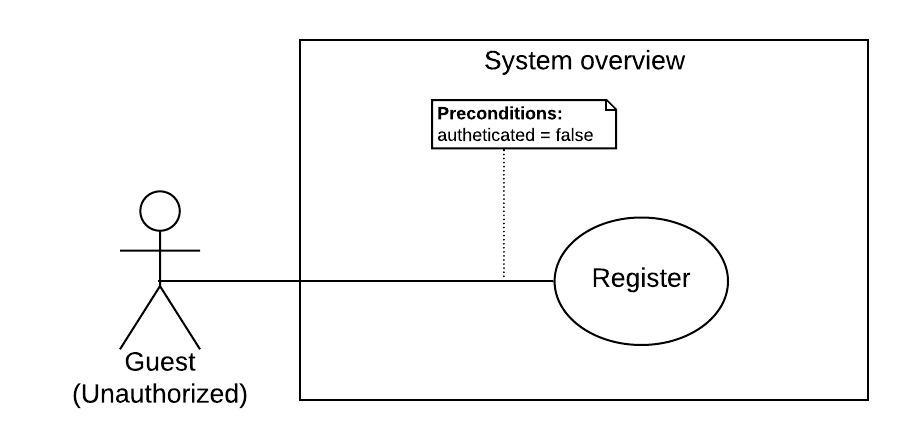 System overview
Preconditions:
autheticated = false
Register
Guest
(Unauthorized)